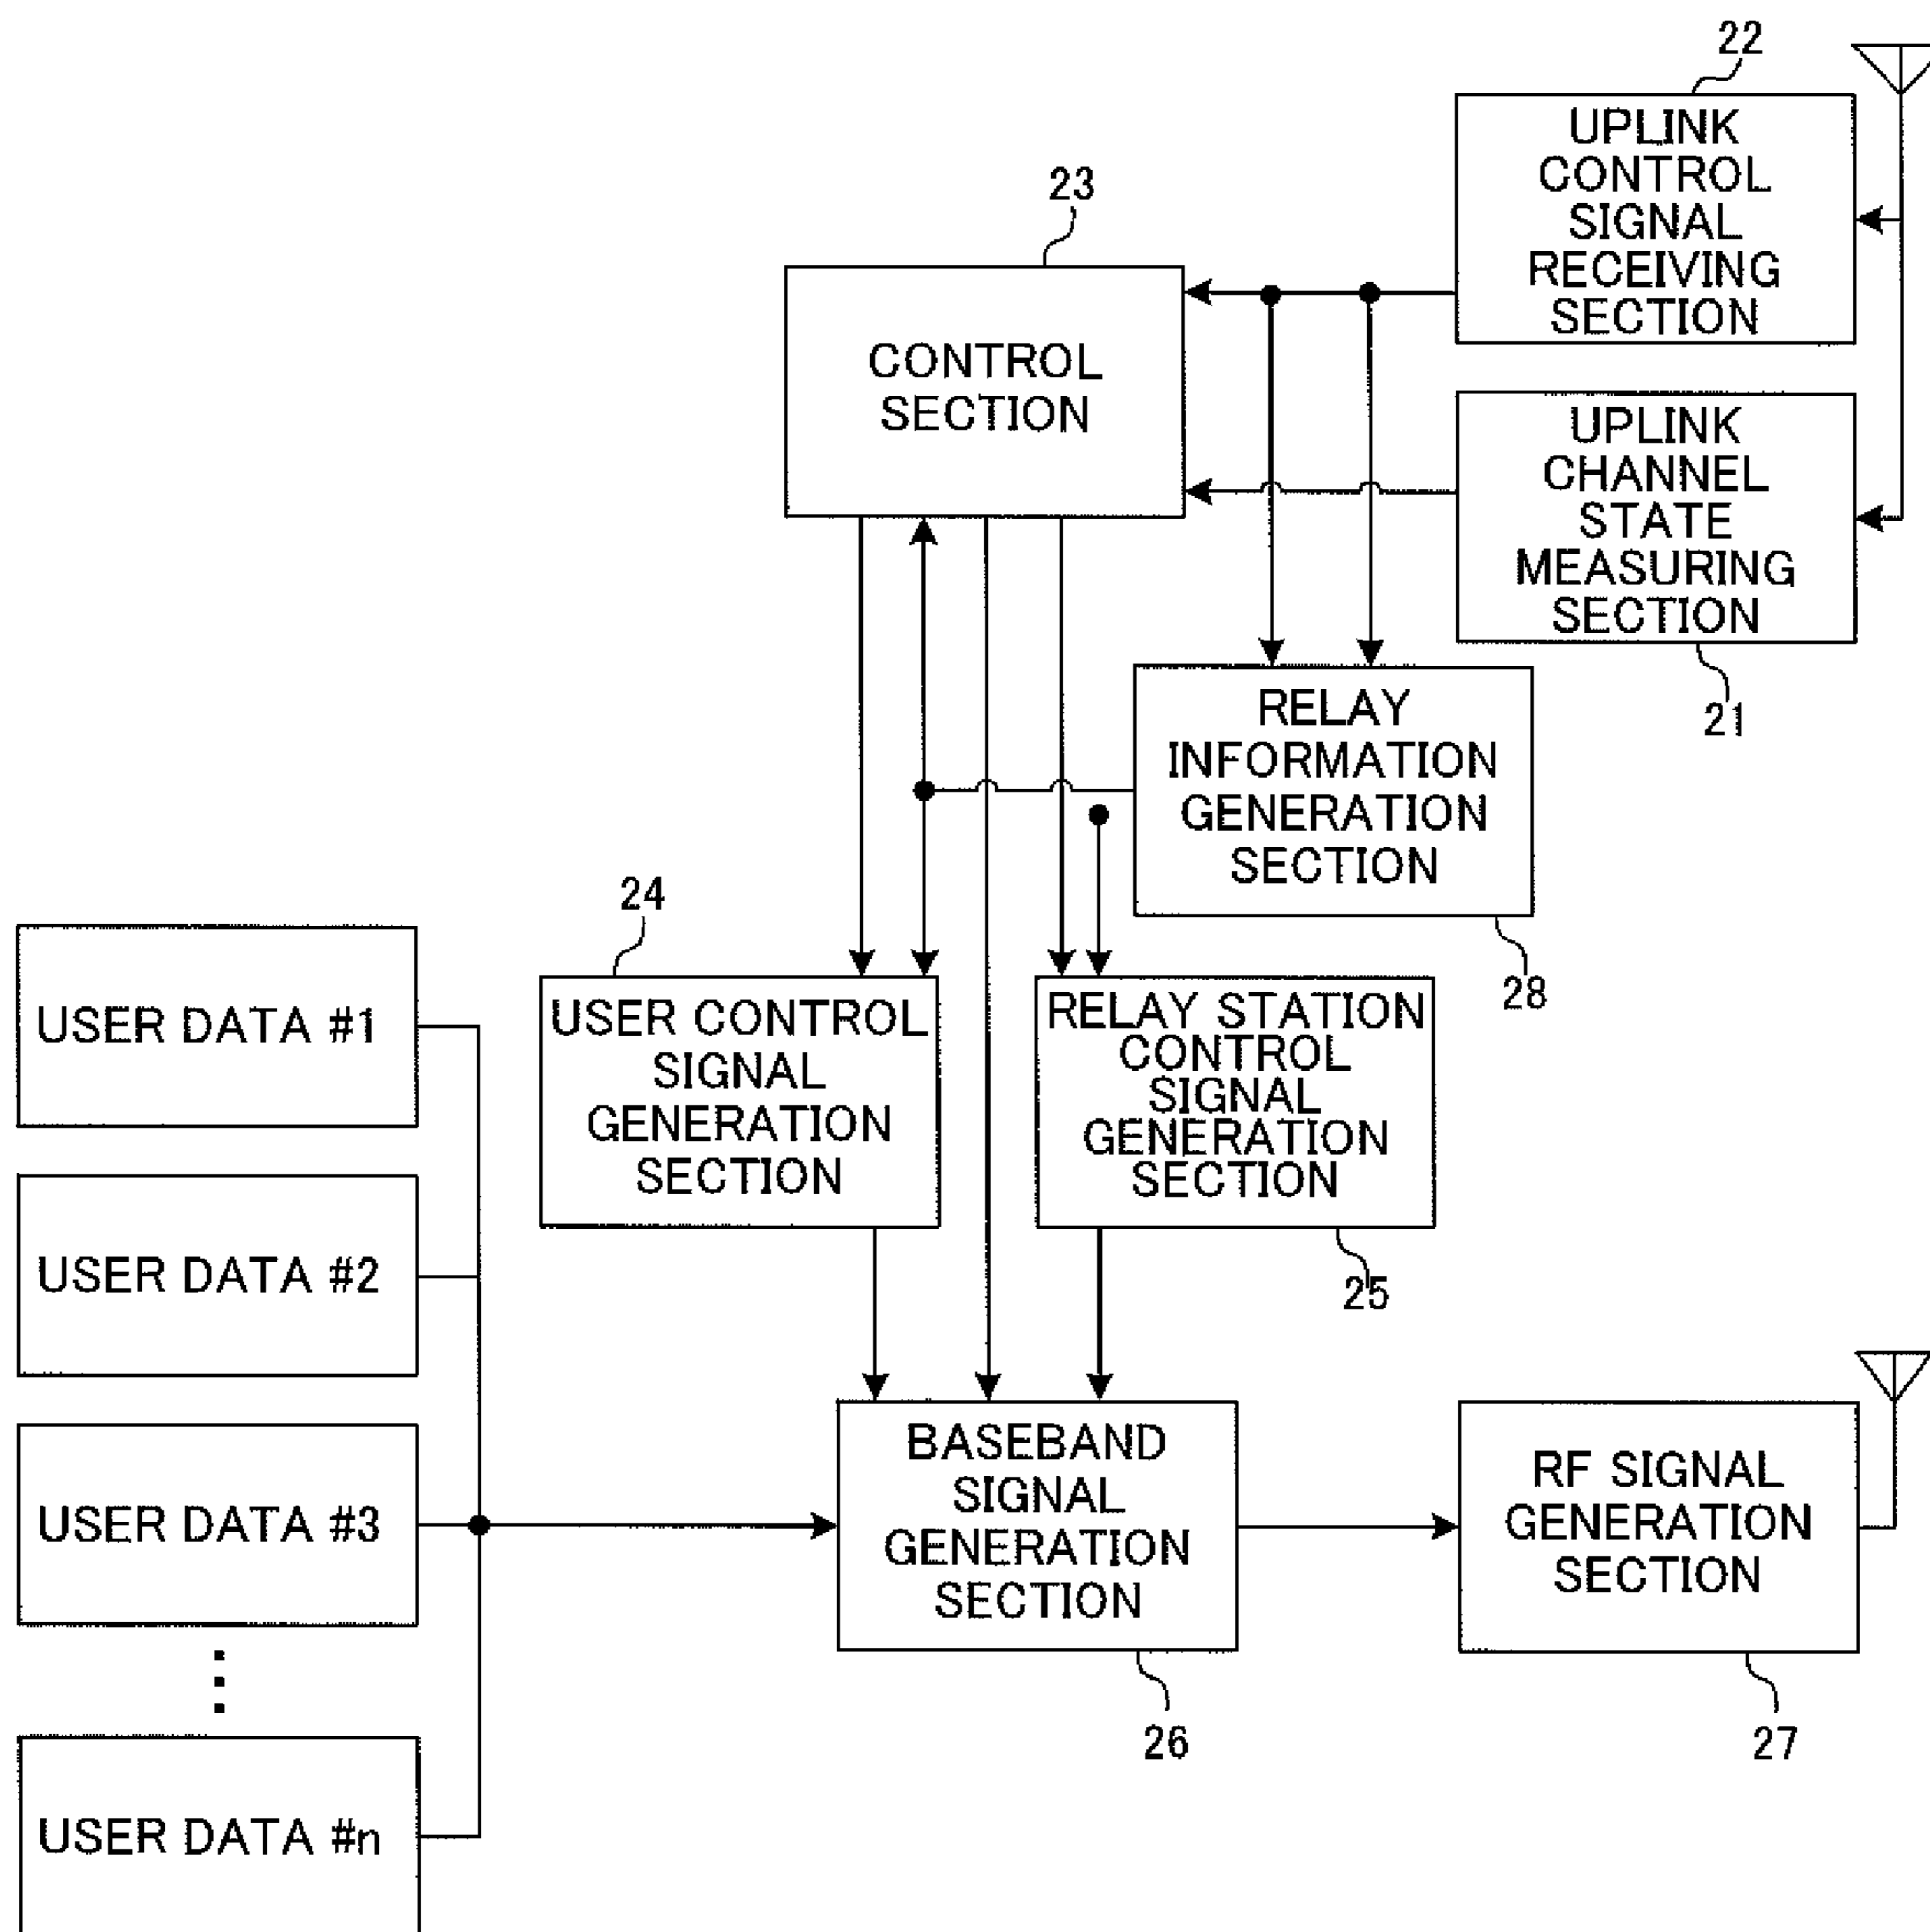 22
UPLINK
CONTROL
SIGNAL
RECEIVING
SECTION
23
CONTROL
SECTION
UPLINK
CHANNEL
STATE
MEASURING
SECTION
21
RELAY
INFORMATION
GENERATION
SECTION
28
24
USER CONTROL
SIGNAL
GENERATION
SECTION
RELAY STATION
CONTROL
SIGNAL
GENERATION
SECTION
25
USER DATA #1
USER DATA #2
USER DATA #3
⋮
USER DATA #n
BASEBAND
SIGNAL
GENERATION
SECTION
26
RF SIGNAL
GENERATION
SECTION
27